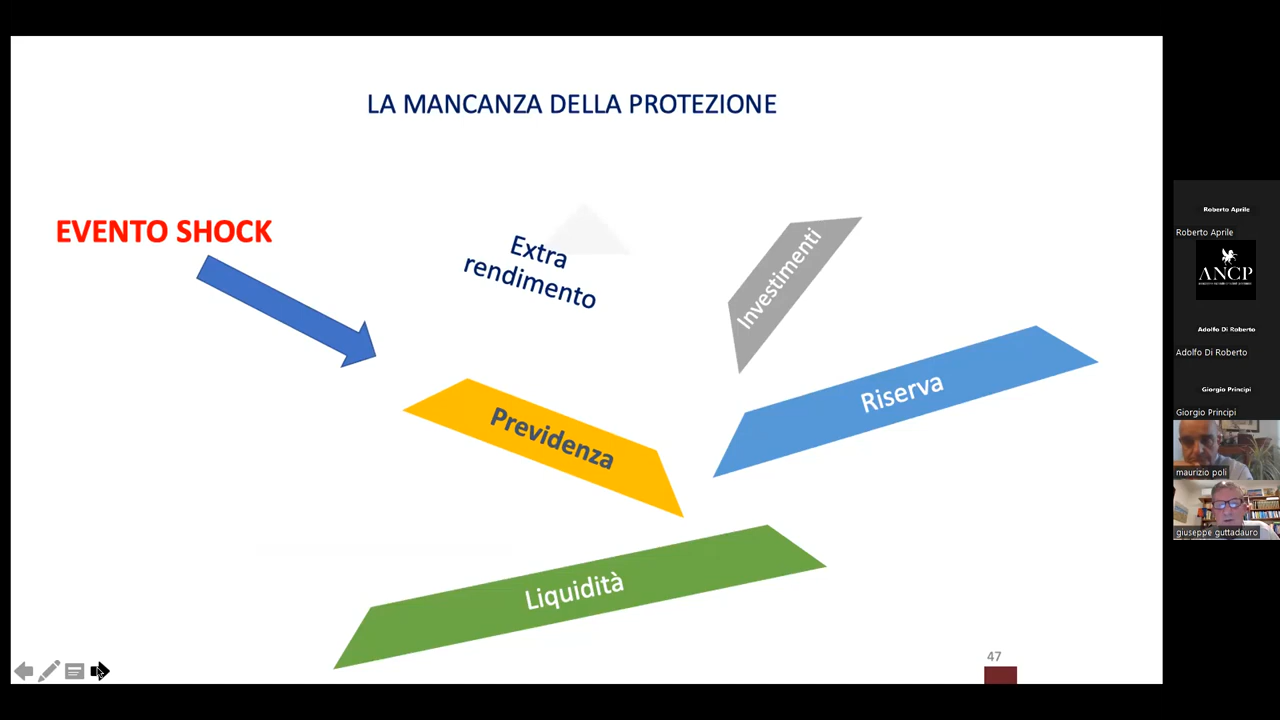 LA MANCANZA DELLA PROTEZIONE
EVENTO SHOCK
Extra
rendimento
Investimenti
Riserva
Previdenza
Liquidità
47
Roberto Aprile
Roberto Aprile
ANCP
Adolfo Di Roberto
Adolfo Di Roberto
Giorgio Principi
Giorgio Principi
maurizio poli
giuseppe guttadauro